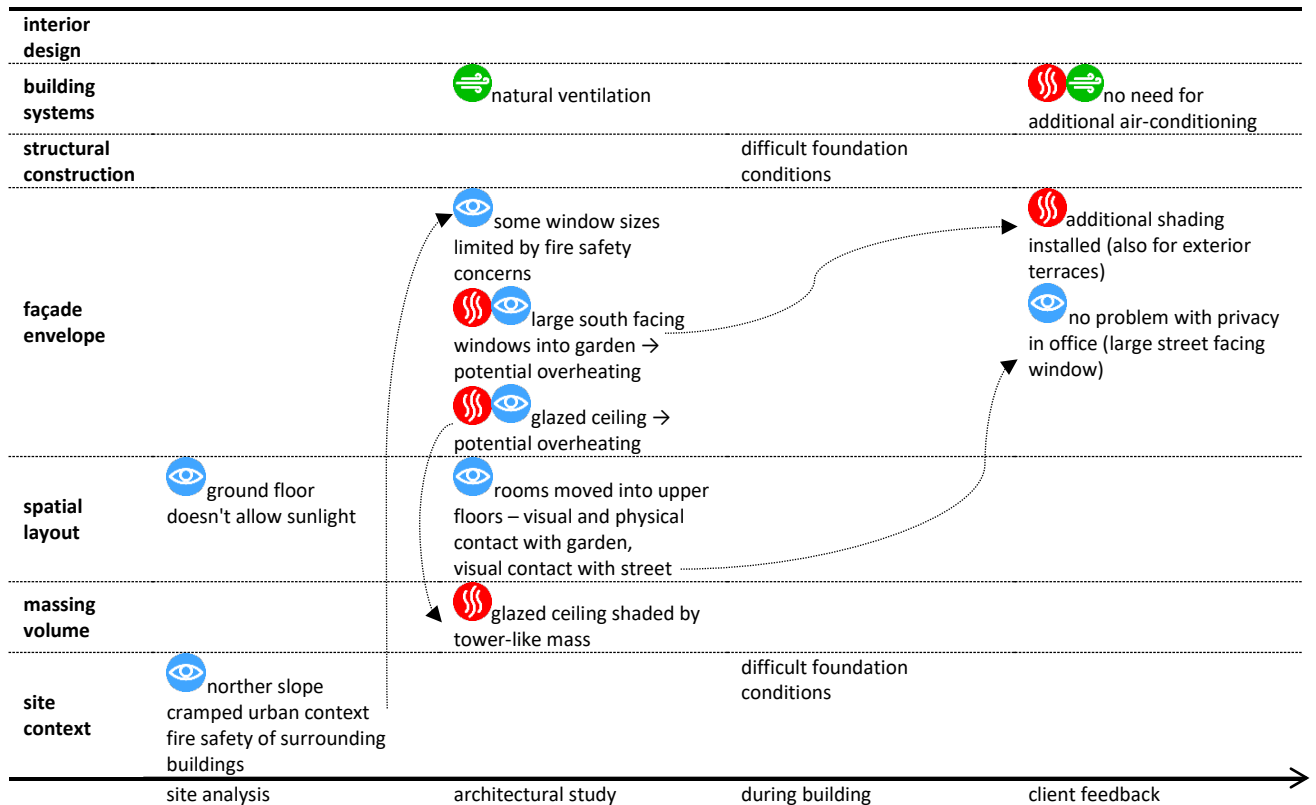 interior
design
building
systems
natural ventilation
no need for
additional air-conditioning
structural
construction
difficult foundation
conditions
façade
envelope
some window sizes
limited by fire safety
concerns
large south facing
windows into garden →
potential overheating
glazed ceiling →
potential overheating
additional shading
installed (also for exterior
terraces)
no problem with privacy
in office (large street facing
window)
spatial
layout
ground floor
doesn't allow sunlight
rooms moved into upper
floors – visual and physical
contact with garden,
visual contact with street
massing
volume
glazed ceiling shaded by
tower-like mass
site
context
norther slope
cramped urban context
fire safety of surrounding
buildings
difficult foundation
conditions
site analysis
architectural study
during building
client feedback